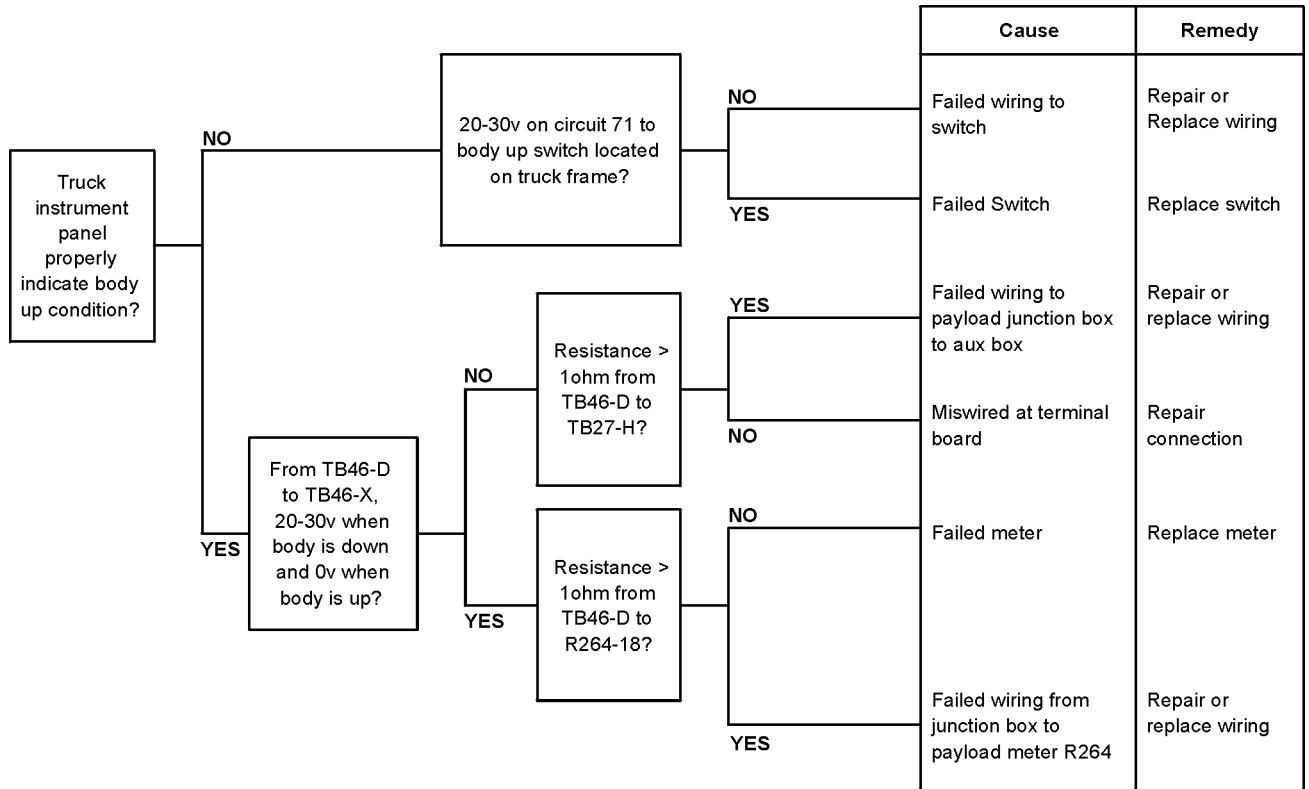 Cause
Remedy
Truck
instrument
panel
properly
indicate body
up condition?
NO
20-30v on circuit 71 to
body up switch located
on truck frame?
NO
Failed wiring to
switch
Repair or
Replace wiring
YES
Failed Switch
Replace switch
YES
From TB46-D
to TB46-X,
20-30v when
body is down
and 0v when
body is up?
NO
Resistance >
1ohm from
TB46-D to
TB27-H?
YES
Failed wiring to
payload junction box
to aux box
Repair or
replace wiring
NO
Miswired at terminal
board
Repair
connection
YES
Resistance >
1ohm from
TB46-D to
R264-18?
NO
Failed meter
Replace meter
YES
Failed wiring from
junction box to
payload meter R264
Repair or
replace wiring